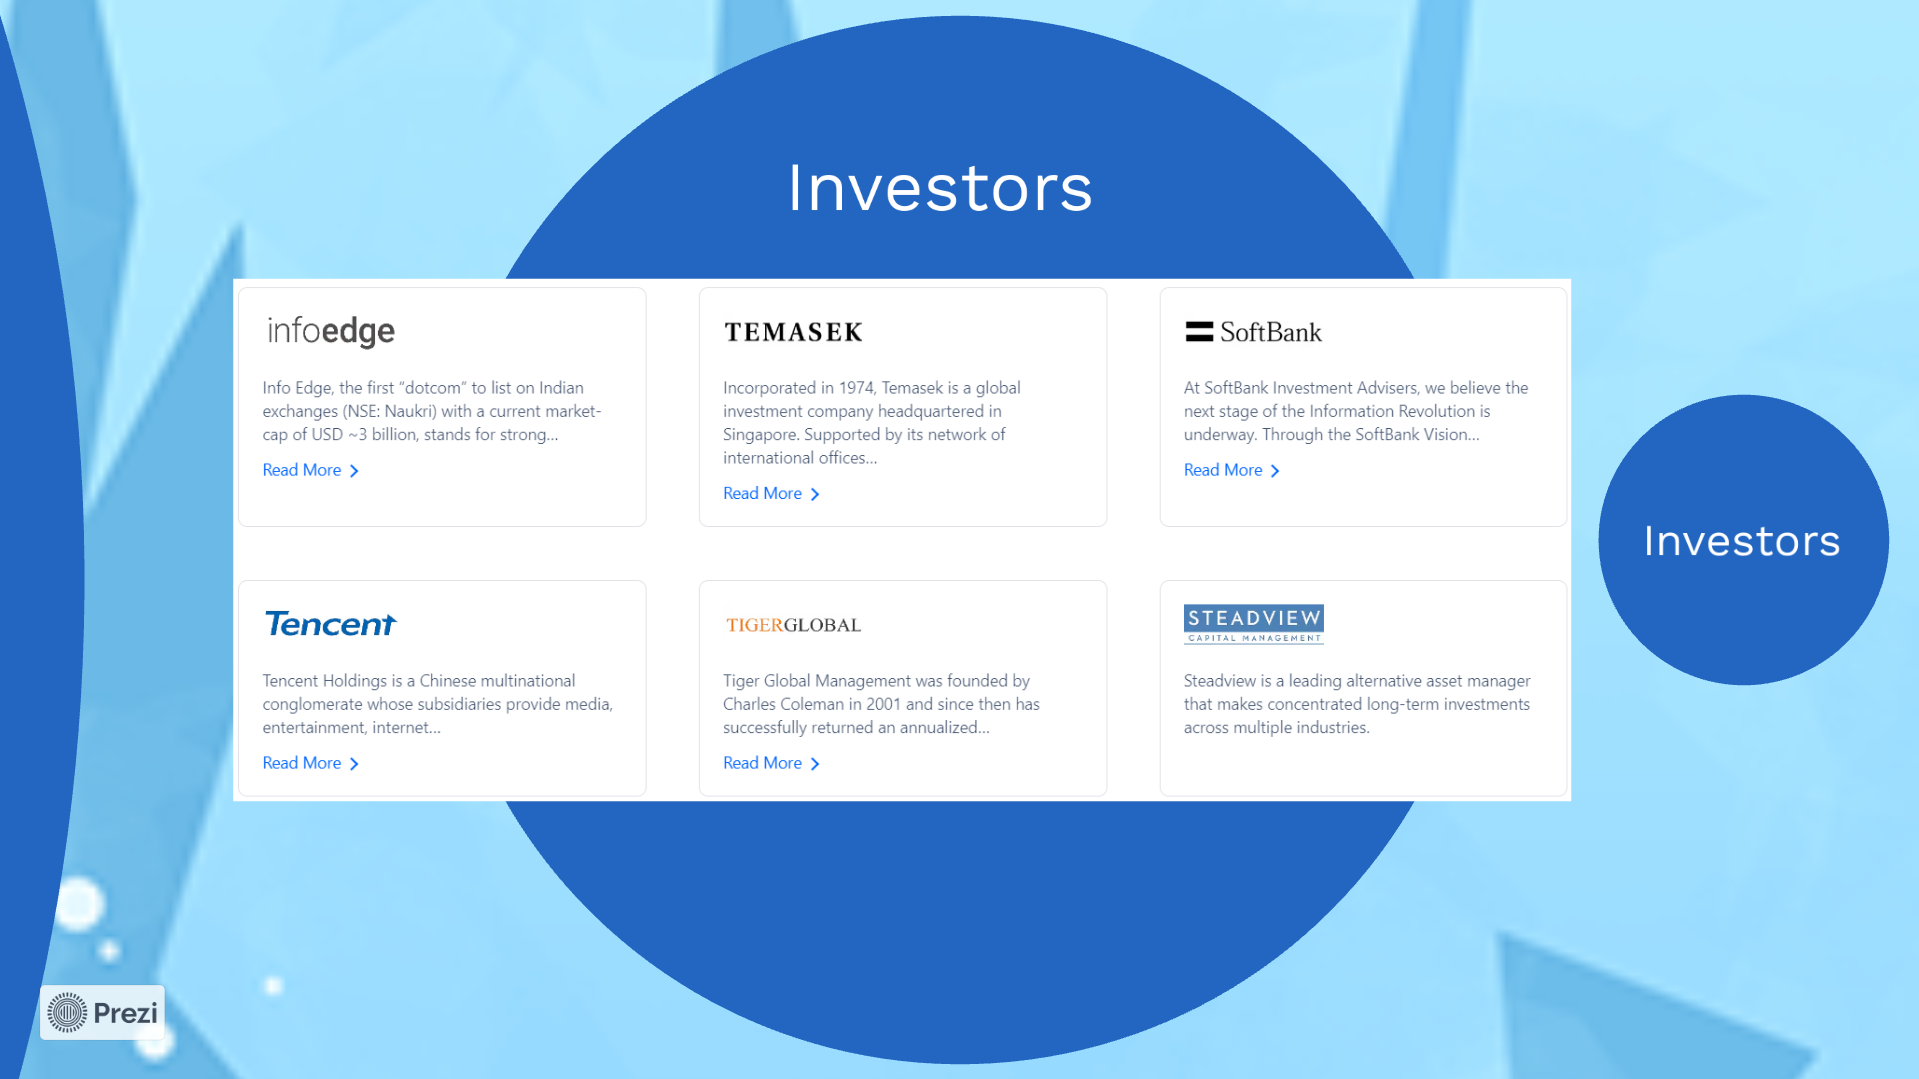 Investors
infoedge
Info Edge, the first “dotcom” to list on Indian
exchanges (NSE: Naukri) with a current market-
cap of USD ~3 billion, stands for strong...
Read More
TEMASEK
Incorporated in 1974, Temasek is a global
investment company headquartered in
Singapore. Supported by its network of
international offices...
Read More
SoftBank
At SoftBank Investment Advisers, we believe the
next stage of the Information Revolution is
underway. Through the SoftBank Vision...
Read More
Tencent
Tencent Holdings is a Chinese multinational
conglomerate whose subsidiaries provide media,
entertainment, internet...
Read More
TIGERGLOBAL
Tiger Global Management was founded by
Charles Coleman in 2001 and since then has
successfully returned an annualized...
Read More
STEADVIEW
CAPITAL MANAGEMENT
Steadview is a leading alternative asset manager
that makes concentrated long-term investments
across multiple industries.
Investors
Prezi